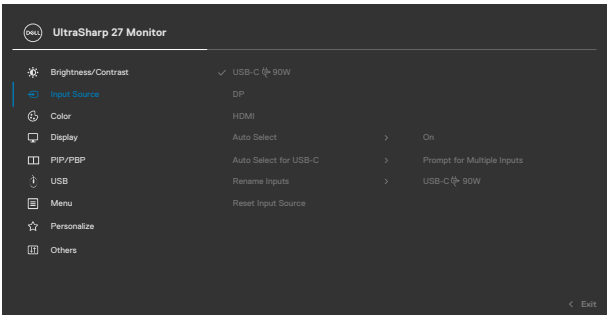 DELL UltraSharp 27 Monitor
Brightness/Contrast USB-C 90W
Input Source DP
Color HDMI
Display Auto Select > On
PIP/PBP Auto Select for USB-C > Prompt for Multiple Inputs
USB Rename Inputs > USB-C 90W
Menu Reset Input Source
Personalize
Others
< Exit